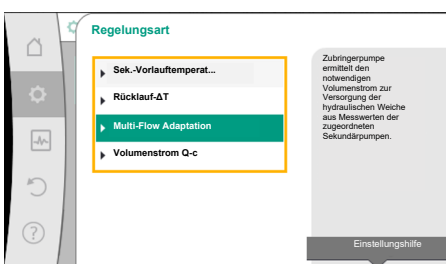 Regelungsart
Sek.-Vorlauftemperat...
Rücklauf-ΔT
Multi-Flow Adaptation
Volumenstrom Q-c
Zubringerpumpe
ermittelt den
notwendigen
Volumenstrom zur
Versorgung der
hydraulischen Weiche
aus Messwerten der
zugeordneten
Sekundärpumpen.
Einstellungshilfe
?